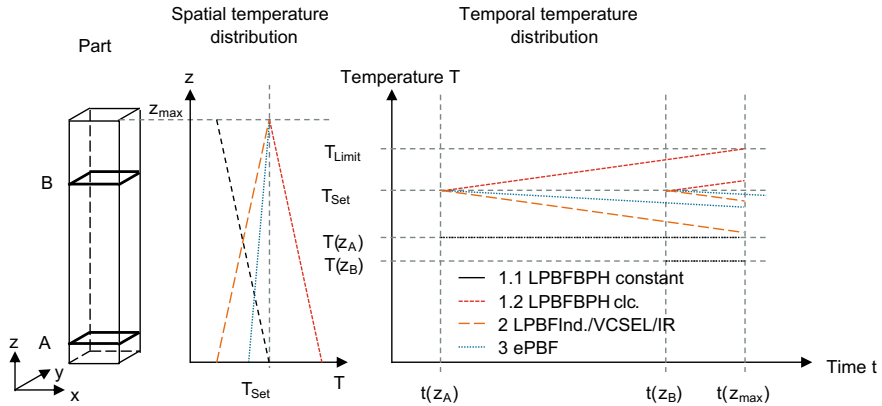 Spatial temperature
distribution
Temporal temperature
distribution
Part
z
Temperature T
zmax
TLimit
B
TSet
T(zA)
T(zB)
1.1 LPBFBPH constant
1.2 LPBFBPH clc.
2 LPBFInd./VCSEL/IR
3 ePBF
z
A
y
x
TSet
T
Time t
t(zA)
t(zB)
t(zmax)